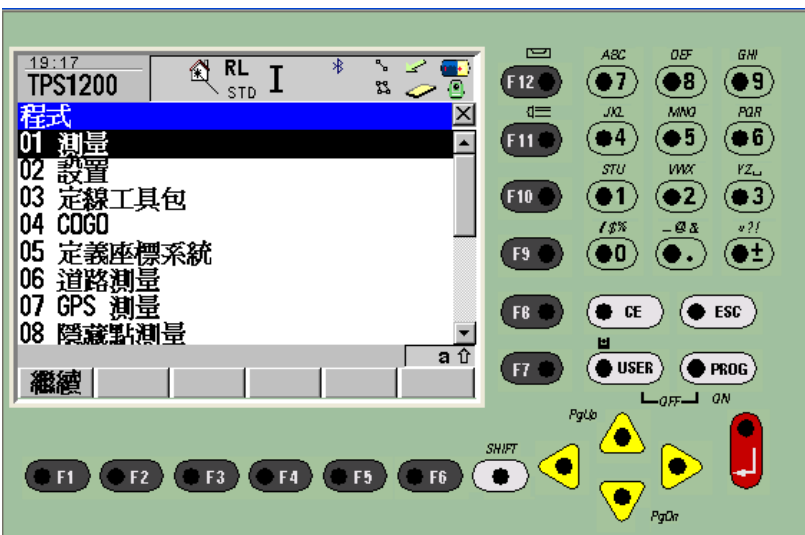 19:17
TPS1200
RL
STD
I
程式
01 測量
02 設置
03 定線工具包
04 COGO
05 定義座標系統
06 道路測量
07 GPS 測量
08 隱藏點測量
a
繼續
F12
ABC DEF GHI
7 8 9
F11
JKL MNO PQR
4 5 6
F10
STU VWX YZ
1 2 3
F9
/$% _@& *?!
0 . ±
F8 CE ESC
F7 USER PROG
OFF ON
PgUp
SHIFT
F1 F2 F3 F4 F5 F6
PgDn